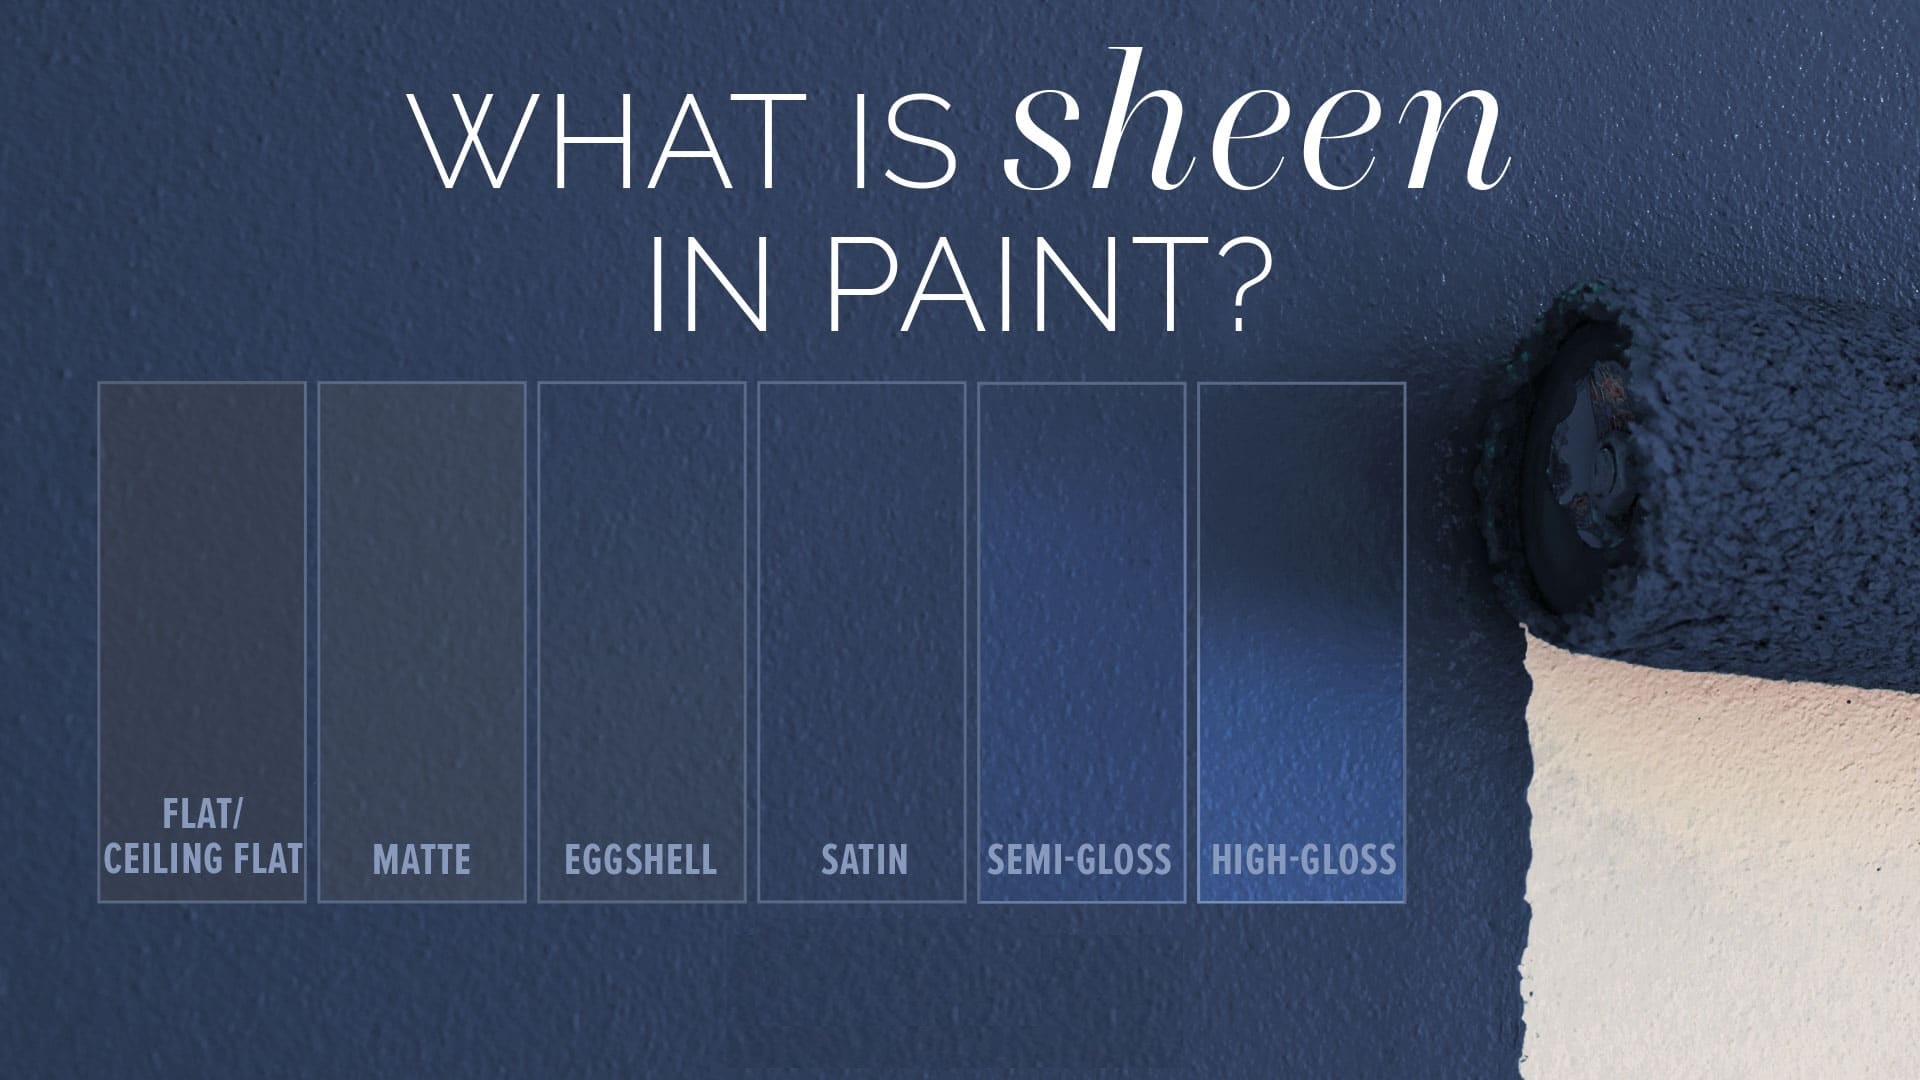 WHAT IS sheen
IN PAINT?
FLAT/
CEILING FLAT
MATTE
EGGSHELL
SATIN
SEMI-GLOSS
HIGH-GLOSS